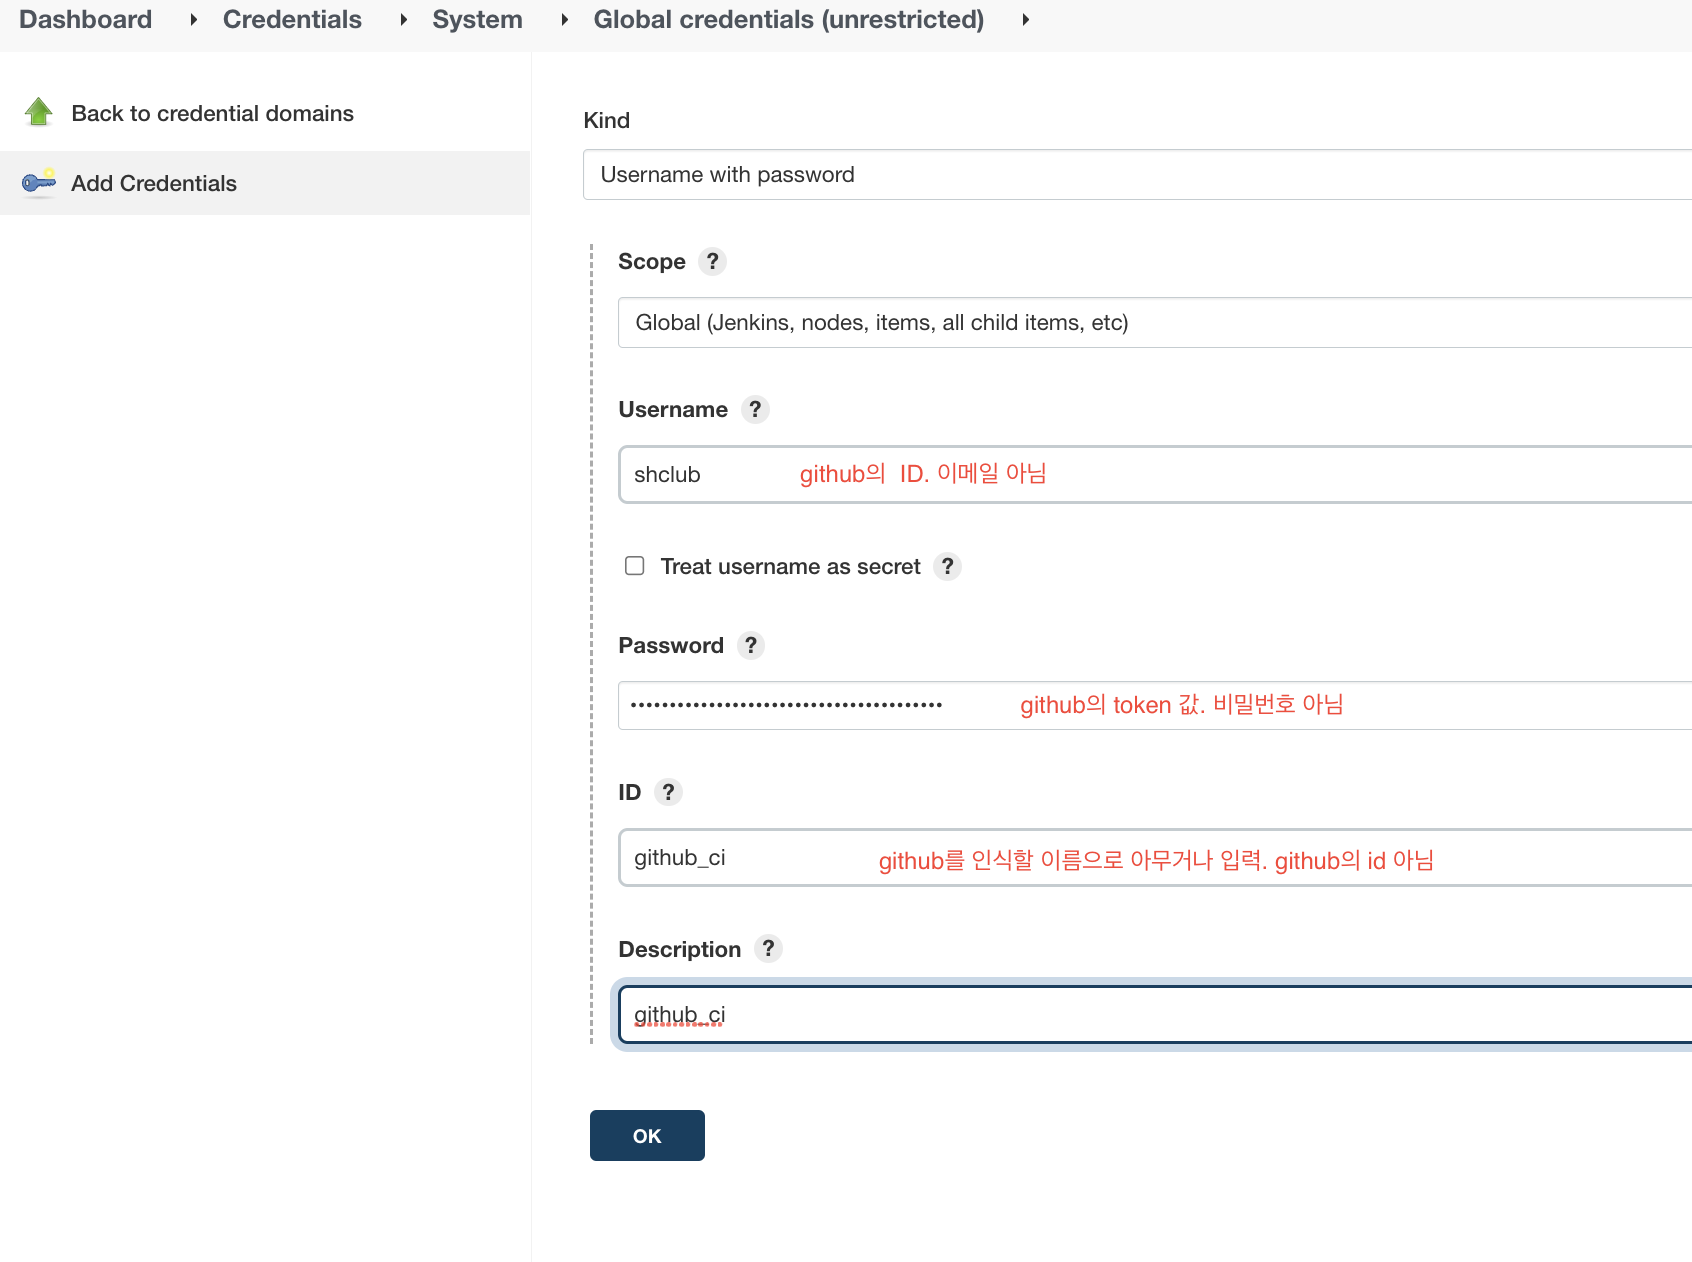 Dashboard Credentials System Global credentials (unrestricted)
Back to credential domains
Add Credentials
Kind
Username with password
Scope ?
Global (Jenkins, nodes, items, all child items, etc)
Username ?
shclub github의 ID. 이메일 아님
Treat username as secret ?
Password ?
•••••••••••••••••••••••••••••••••••••••• github의 token 값. 비밀번호 아님
ID ?
github_ci github를 인식할 이름으로 아무거나 입력. github의 id 아님
Description ?
github_ci
OK